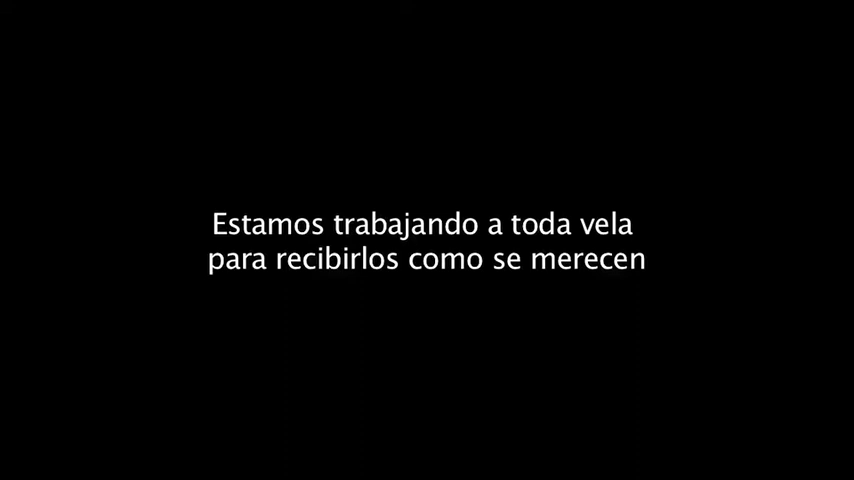 Estamos trabajando a toda vela
para recibirlos como se merecen